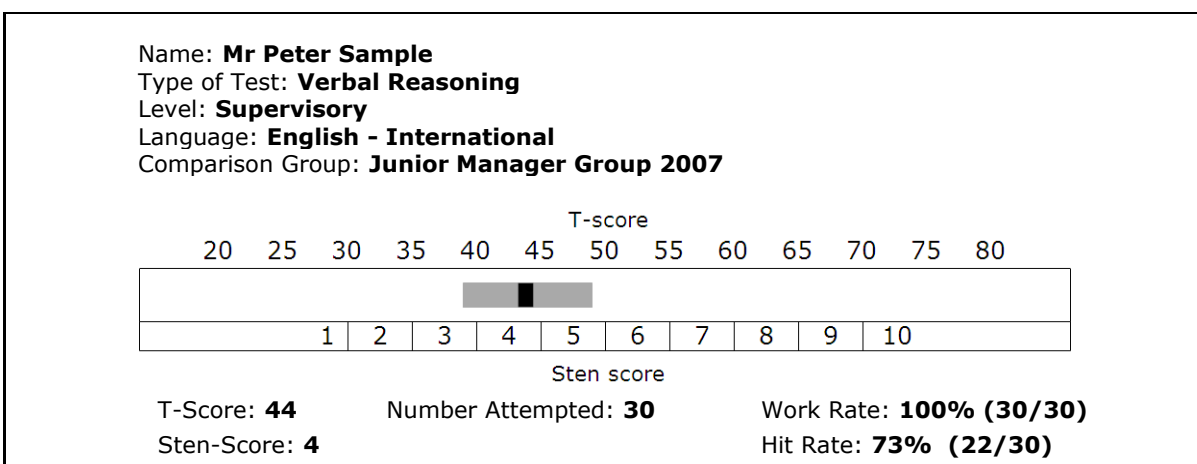 Name: Mr Peter Sample
Type of Test: Verbal Reasoning
Level: Supervisory
Language: English - International
Comparison Group: Junior Manager Group 2007
T-score
20 25 30 35 40 45 50 55 60 65 70 75 80
1 2 3 4 5 6 7 8 9 10
Sten score
T-Score: 44 Number Attempted: 30 Work Rate: 100% (30/30)
Sten-Score: 4 Hit Rate: 73% (22/30)